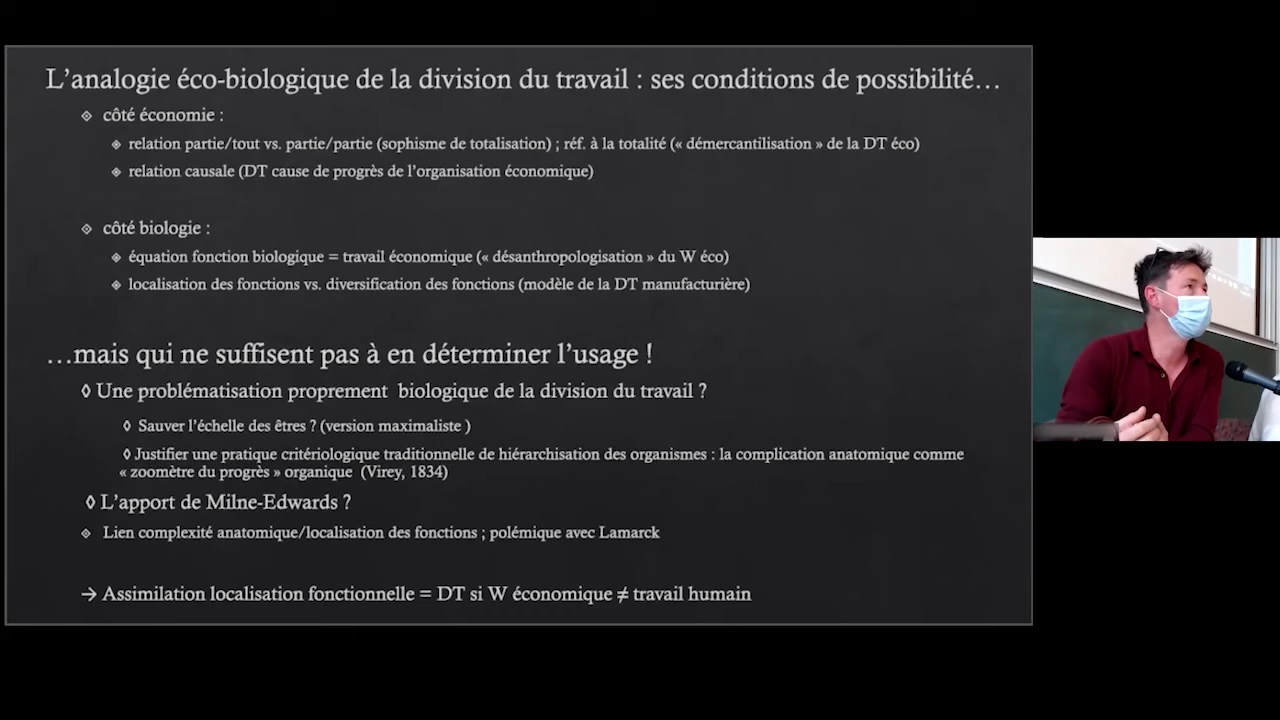 L’analogie éco-biologique de la division du travail : ses conditions de possibilité…
côté économie :
relation partie/tout vs. partie/partie (sophisme de totalisation) ; réf. à la totalité (« démercantilisation » de la DT éco)
relation causale (DT cause de progrès de l’organisation économique)
côté biologie :
équation fonction biologique = travail économique (« désanthropologisation » du W éco)
localisation des fonctions vs. diversification des fonctions (modèle de la DT manufacturière)
…mais qui ne suffisent pas à en déterminer l’usage !
◊ Une problématisation proprement biologique de la division du travail ?
◊ Sauver l’échelle des êtres ? (version maximaliste )
◊ Justifier une pratique critériologique traditionnelle de hiérarchisation des organismes : la complication anatomique comme
« zoomètre du progrès » organique (Virey, 1834)
◊ L’apport de Milne-Edwards ?
Lien complexité anatomique/localisation des fonctions ; polémique avec Lamarck
→ Assimilation localisation fonctionnelle = DT si W économique ≠ travail humain